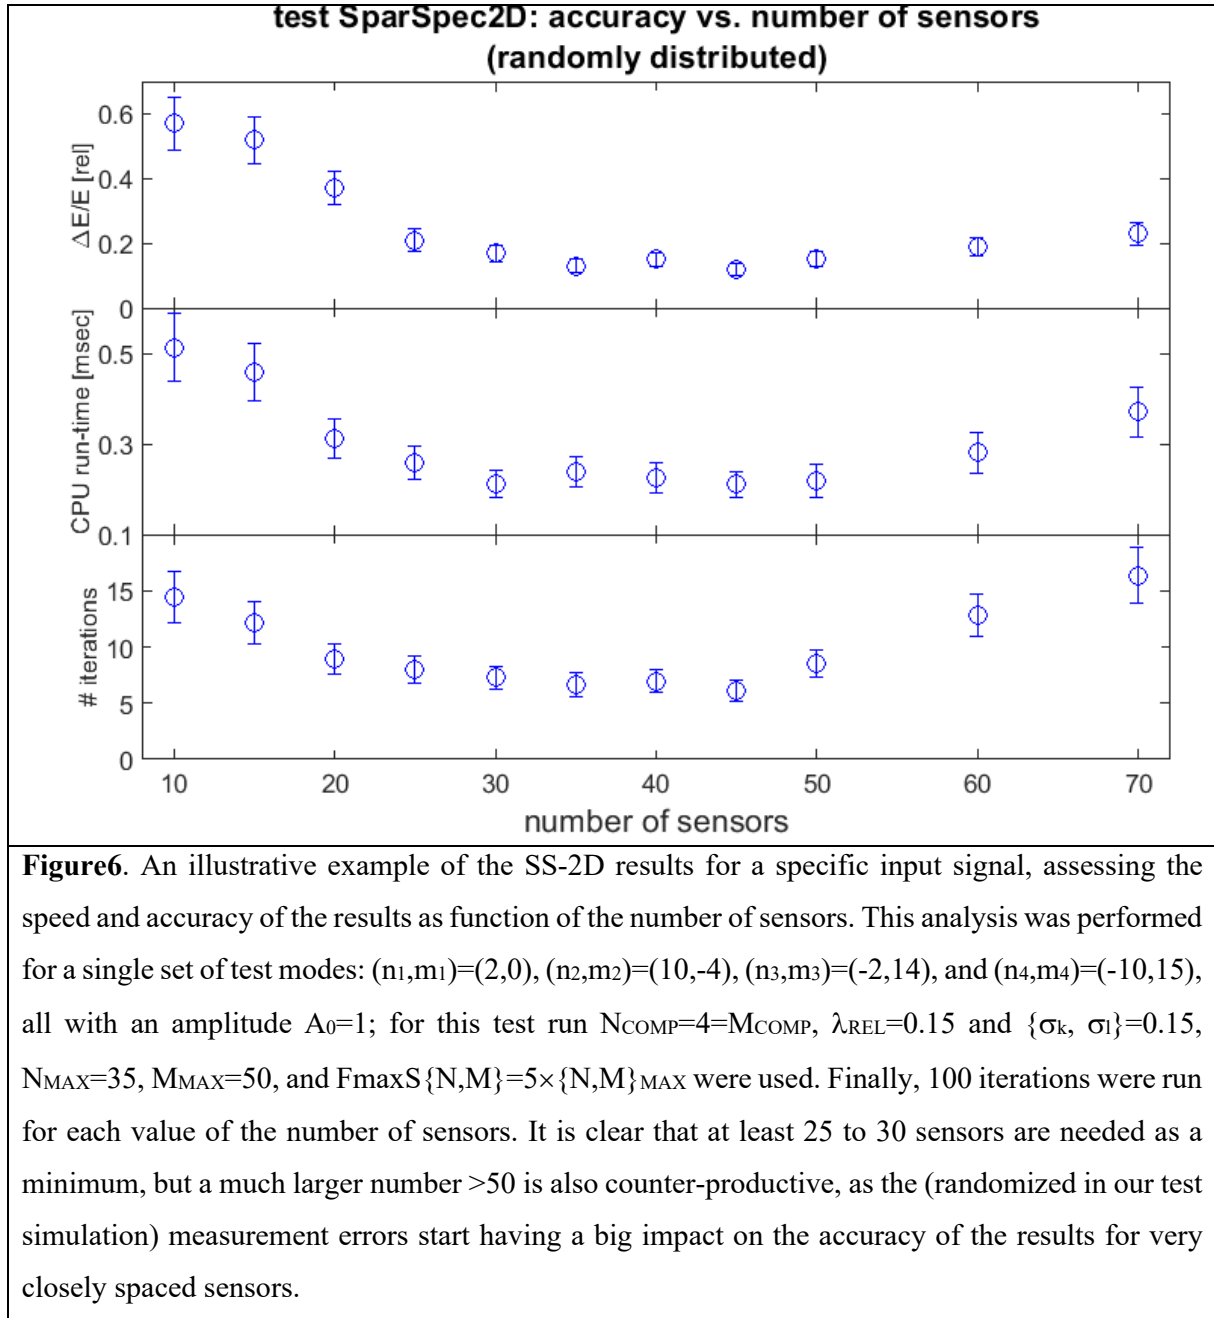 test SparSpec2D: accuracy vs. number of sensors
(randomly distributed)
ΔE/E [rel]
0.6
0.4
0.2
0
CPU run-time [msec]
0.5
0.3
0.1
# iterations
15
10
5
0
10 20 30 40 50 60 70
number of sensors
Figure6. An illustrative example of the SS-2D results for a specific input signal, assessing the
speed and accuracy of the results as function of the number of sensors. This analysis was performed
for a single set of test modes: (n1,m1)=(2,0), (n2,m2)=(10,-4), (n3,m3)=(-2,14), and (n4,m4)=(-10,15),
all with an amplitude A0=1; for this test run NCOMP=4=MCOMP, λREL=0.15 and {σk, σl}=0.15,
NMAX=35, MMAX=50, and FmaxS{N,M}=5×{N,M}MAX were used. Finally, 100 iterations were run
for each value of the number of sensors. It is clear that at least 25 to 30 sensors are needed as a
minimum, but a much larger number >50 is also counter-productive, as the (randomized in our test
simulation) measurement errors start having a big impact on the accuracy of the results for very
closely spaced sensors.